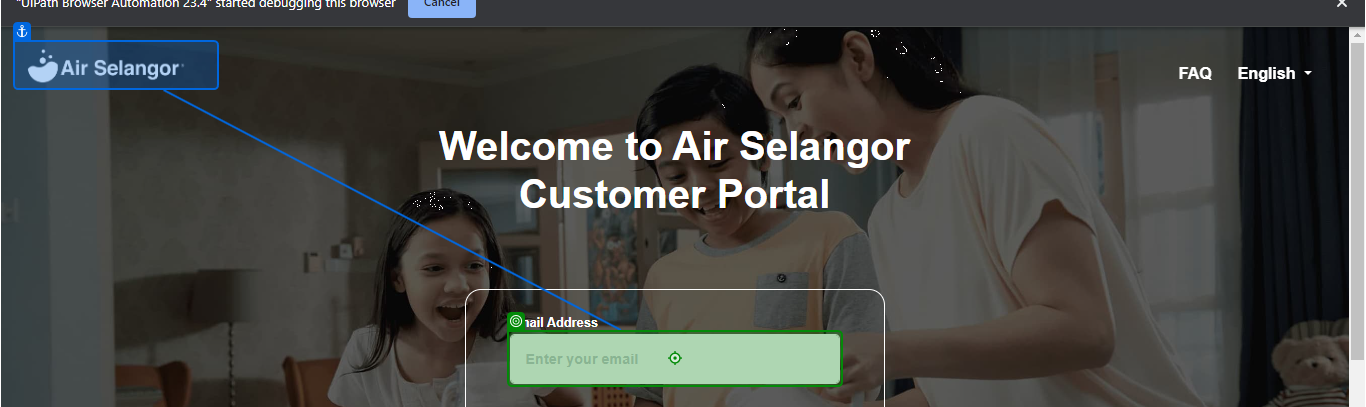 "UiPath Browser Automation 23.4" started debugging this browser
Cancel
Air Selangor
FAQ
English
Welcome to Air Selangor
Customer Portal
mail Address
Enter your email